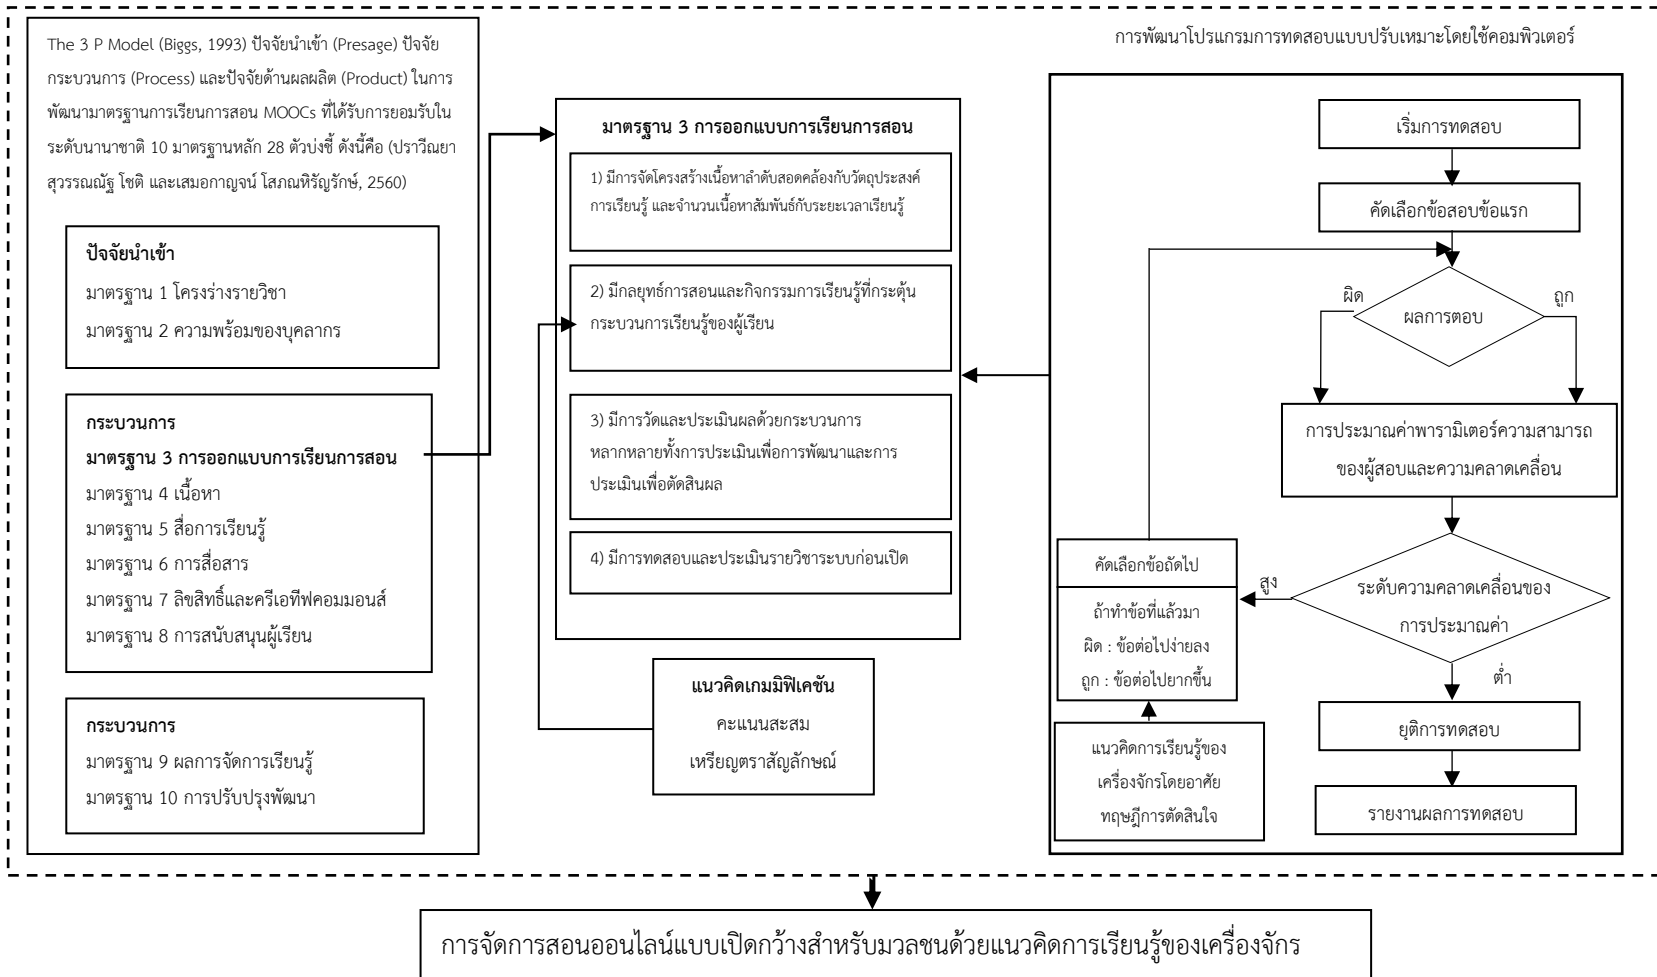 The 3 P Model (Biggs, 1993) ปัจจัยนำเข้า (Presage) ปัจจัย
กระบวนการ (Process) และปัจจัยด้านผลผลิต (Product) ในการ
พัฒนามาตรฐานการเรียนการสอน MOOCs ที่ได้รับการยอมรับใน
ระดับนานาชาติ 10 มาตรฐานหลัก 28 ตัวบ่งชี้ ดังนี้คือ (ปราวีณยา
สุวรรณณัฐ โชติ และเสมอกาญจน์ โสภณหิรัญรักษ์, 2560)
ปัจจัยนำเข้า
มาตรฐาน 1 โครงร่างรายวิชา
มาตรฐาน 2 ความพร้อมของบุคลากร
กระบวนการ
มาตรฐาน 3 การออกแบบการเรียนการสอน
มาตรฐาน 4 เนื้อหา
มาตรฐาน 5 สื่อการเรียนรู้
มาตรฐาน 6 การสื่อสาร
มาตรฐาน 7 ลิขสิทธิ์และครีเอทีฟคอมมอนส์
มาตรฐาน 8 การสนับสนุนผู้เรียน
กระบวนการ
มาตรฐาน 9 ผลการจัดการเรียนรู้
มาตรฐาน 10 การปรับปรุงพัฒนา
มาตรฐาน 3 การออกแบบการเรียนการสอน
1) มีการจัดโครงสร้างเนื้อหาลำดับสอดคล้องกับวัตถุประสงค์
การเรียนรู้ และจำนวนเนื้อหาสัมพันธ์กับระยะเวลาเรียนรู้
2) มีกลยุทธ์การสอนและกิจกรรมการเรียนรู้ที่กระตุ้น
กระบวนการเรียนรู้ของผู้เรียน
3) มีการวัดและประเมินผลด้วยกระบวนการ
หลากหลายทั้งการประเมินเพื่อการพัฒนาและการ
ประเมินเพื่อตัดสินผล
4) มีการทดสอบและประเมินรายวิชาระบบก่อนเปิด
แนวคิดเกมมิฟิเคชัน
คะแนนสะสม
เหรียญตราสัญลักษณ์
การพัฒนาโปรแกรมการทดสอบแบบปรับเหมาะโดยใช้คอมพิวเตอร์
เริ่มการทดสอบ
คัดเลือกข้อสอบข้อแรก
ผิด
ถูก
ผลการตอบ
การประมาณค่าพารามิเตอร์ความสามารถ
ของผู้สอบและความคลาดเคลื่อน
ระดับความคลาดเคลื่อนของ
การประมาณค่า
สูง
ต่ำ
คัดเลือกข้อถัดไป
ถ้าทำข้อที่แล้วมา
ผิด : ข้อต่อไปง่ายลง
ถูก : ข้อต่อไปยากขึ้น
แนวคิดการเรียนรู้ของ
เครื่องจักรโดยอาศัย
ทฤษฎีการตัดสินใจ
ยุติการทดสอบ
รายงานผลการทดสอบ
การจัดการสอนออนไลน์แบบเปิดกว้างสำหรับมวลชนด้วยแนวคิดการเรียนรู้ของเครื่องจักร